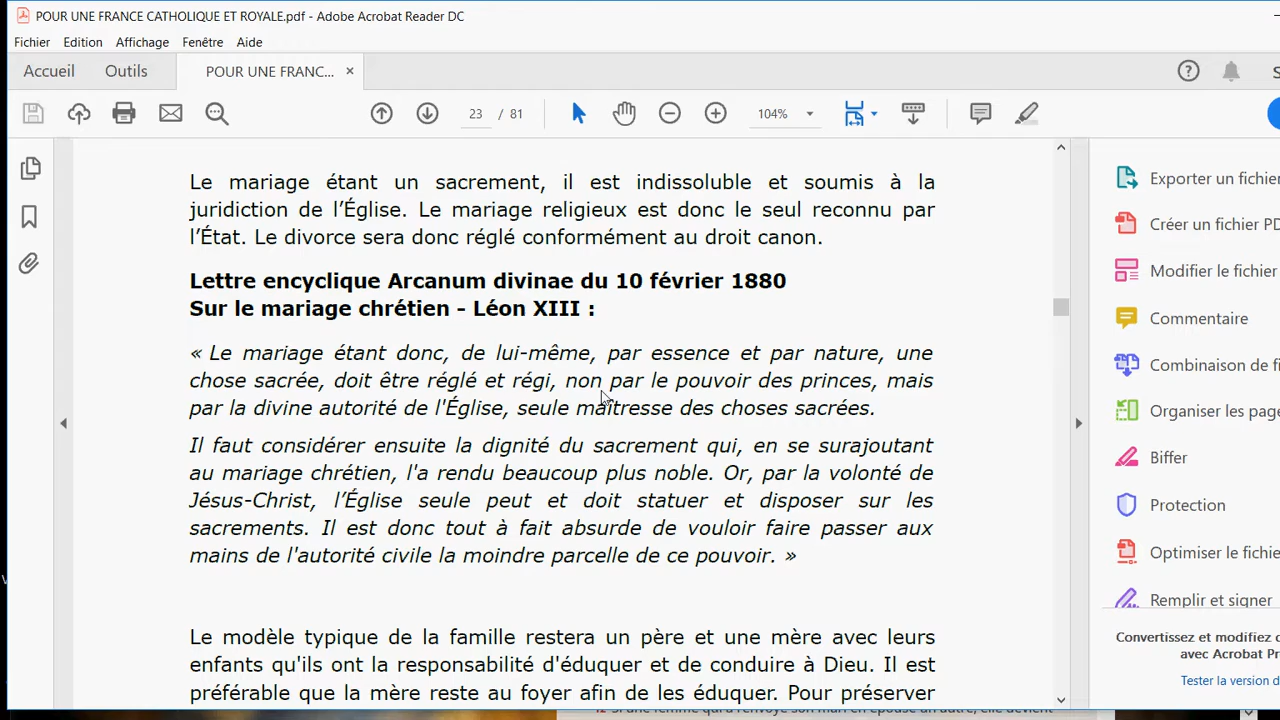 POUR UNE FRANCE CATHOLIQUE ET ROYALE.pdf - Adobe Acrobat Reader DC
Fichier Edition Affichage Fenêtre Aide
Accueil Outils POUR UNE FRANC... ×
23 / 81 104%
Le mariage étant un sacrement, il est indissoluble et soumis à la
juridiction de l’Église. Le mariage religieux est donc le seul reconnu par
l’État. Le divorce sera donc réglé conformément au droit canon.
Lettre encyclique Arcanum divinae du 10 février 1880
Sur le mariage chrétien - Léon XIII :
« Le mariage étant donc, de lui-même, par essence et par nature, une
chose sacrée, doit être réglé et régi, non par le pouvoir des princes, mais
par la divine autorité de l'Église, seule maîtresse des choses sacrées.
Il faut considérer ensuite la dignité du sacrement qui, en se surajoutant
au mariage chrétien, l'a rendu beaucoup plus noble. Or, par la volonté de
Jésus-Christ, l’Église seule peut et doit statuer et disposer sur les
sacrements. Il est donc tout à fait absurde de vouloir faire passer aux
mains de l'autorité civile la moindre parcelle de ce pouvoir. »
Le modèle typique de la famille restera un père et une mère avec leurs
enfants qu'ils ont la responsabilité d'éduquer et de conduire à Dieu. Il est
préférable que la mère reste au foyer afin de les éduquer. Pour préserver
Exporter un fichier
Créer un fichier PD
Modifier le fichier
Commentaire
Combinaison de fi
Organiser les page
Biffer
Protection
Optimiser le fichie
Remplir et signer
Convertissez et modifiez d
avec Acrobat Pr
Tester la version d